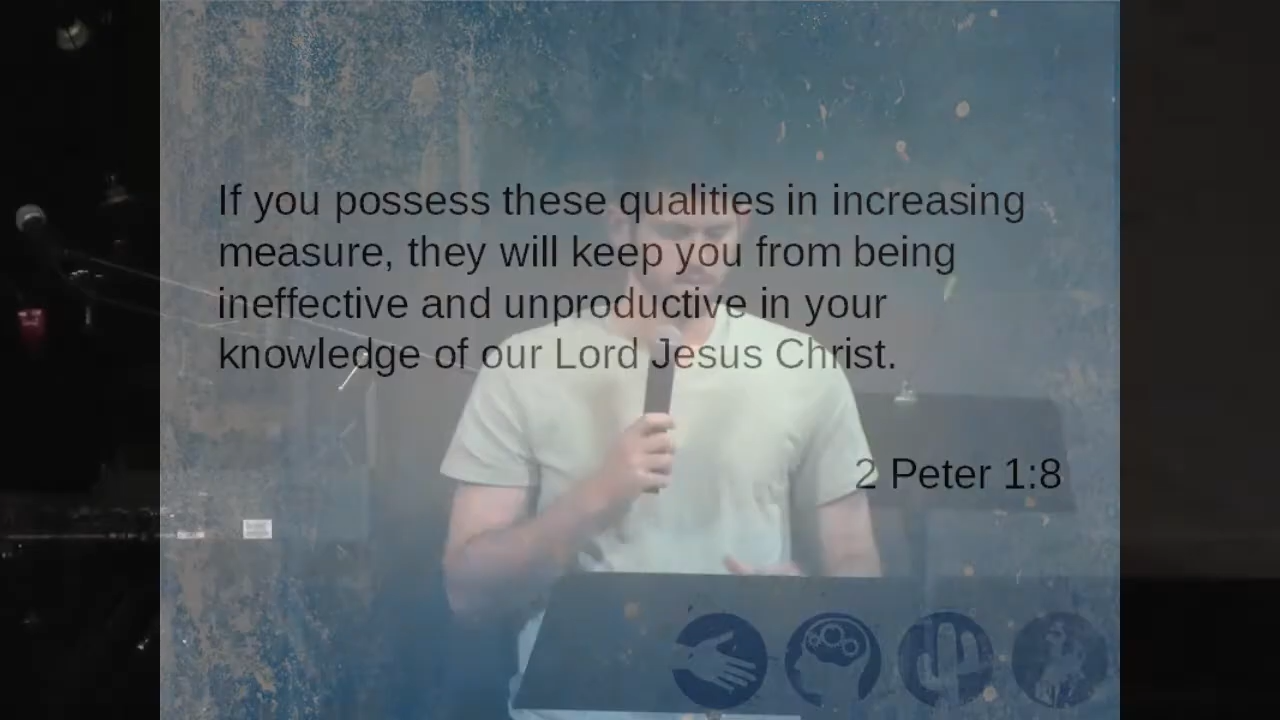 If you possess these qualities in increasing
measure, they will keep you from being
ineffective and unproductive in your
knowledge of our Lord Jesus Christ.
2 Peter 1:8